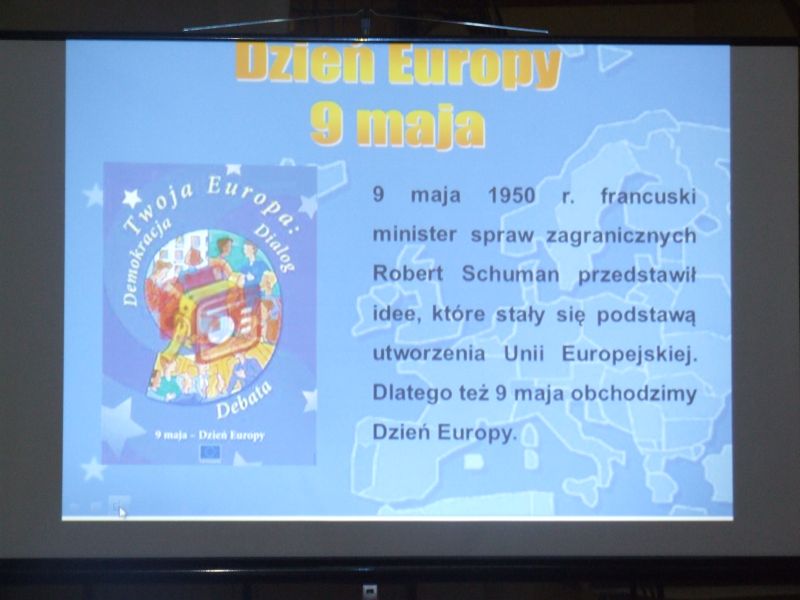 Dzień Europy
9 maja
Twoja Europa:
Demokracja
Dialog
Debata
9 maja – Dzień Europy
9 maja 1950 r. francuski
minister spraw zagranicznych
Robert Schuman przedstawił
idee, które stały się podstawą
utworzenia Unii Europejskiej.
Dlatego też 9 maja obchodzimy
Dzień Europy.